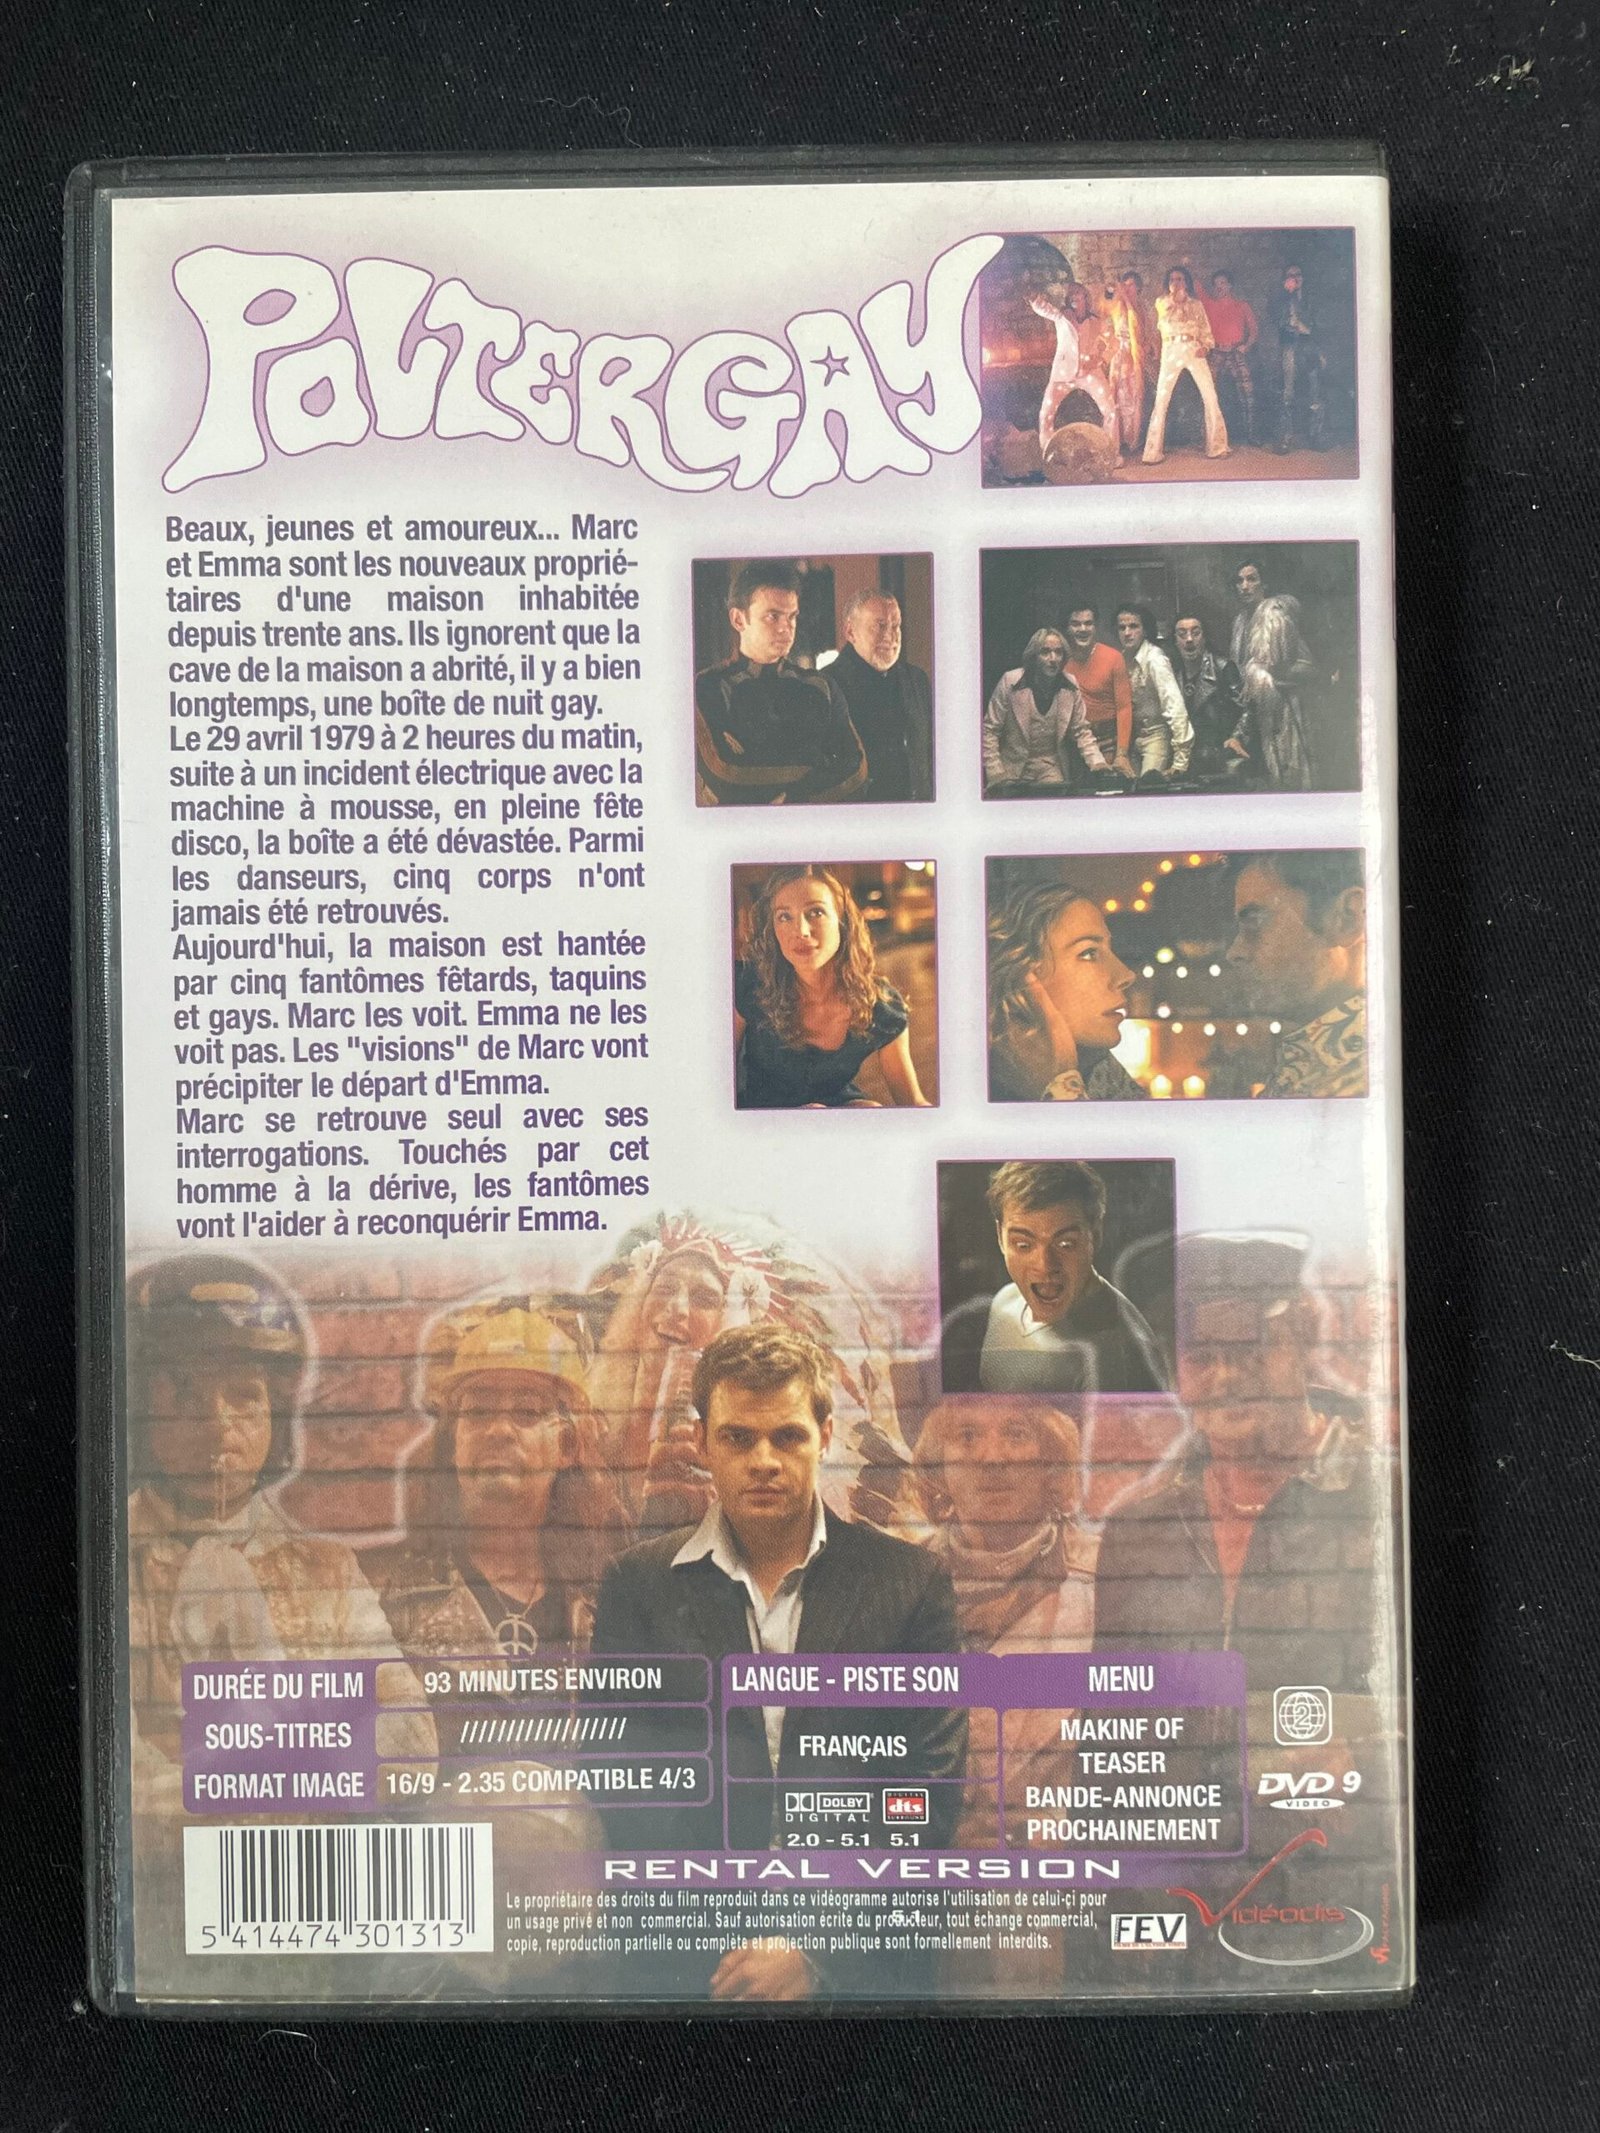 POLTERGAY
Beaux, jeunes et amoureux... Marc
et Emma sont les nouveaux proprié-
taires d'une maison inhabitée
depuis trente ans. Ils ignorent que la
cave de la maison a abrité, il y a bien
longtemps, une boîte de nuit gay.
Le 29 avril 1979 à 2 heures du matin,
suite à un incident électrique avec la
machine à mousse, en pleine fête
disco, la boîte a été dévastée. Parmi
les danseurs, cinq corps n'ont
jamais été retrouvés.
Aujourd'hui, la maison est hantée
par cinq fantômes fêtards, taquins
et gays. Marc les voit. Emma ne les
voit pas. Les "visions" de Marc vont
précipiter le départ d'Emma.
Marc se retrouve seul avec ses
interrogations. Touchés par cet
homme à la dérive, les fantômes
vont l'aider à reconquérir Emma.
DURÉE DU FILM 93 MINUTES ENVIRON
SOUS-TITRES /////////////////
FORMAT IMAGE 16/9 - 2.35 COMPATIBLE 4/3
LANGUE - PISTE SON
FRANÇAIS
DOLBY
DIGITAL
DIGITAL
dts
SURROUND
2.0 - 5.1 5.1
MENU
MAKINF OF
TEASER
BANDE-ANNONCE
PROCHAINEMENT
2
DVD 9
VIDEO
RENTAL VERSION
Le propriétaire des droits du film reproduit dans ce vidéogramme autorise l'utilisation de celui-çi pour
un usage privé et non commercial. Sauf autorisation écrite du producteur, tout échange commercial,
copie, reproduction partielle ou complète et projection publique sont formellement interdits.
5.1
5 414474 301313
FEV
Vidéodis